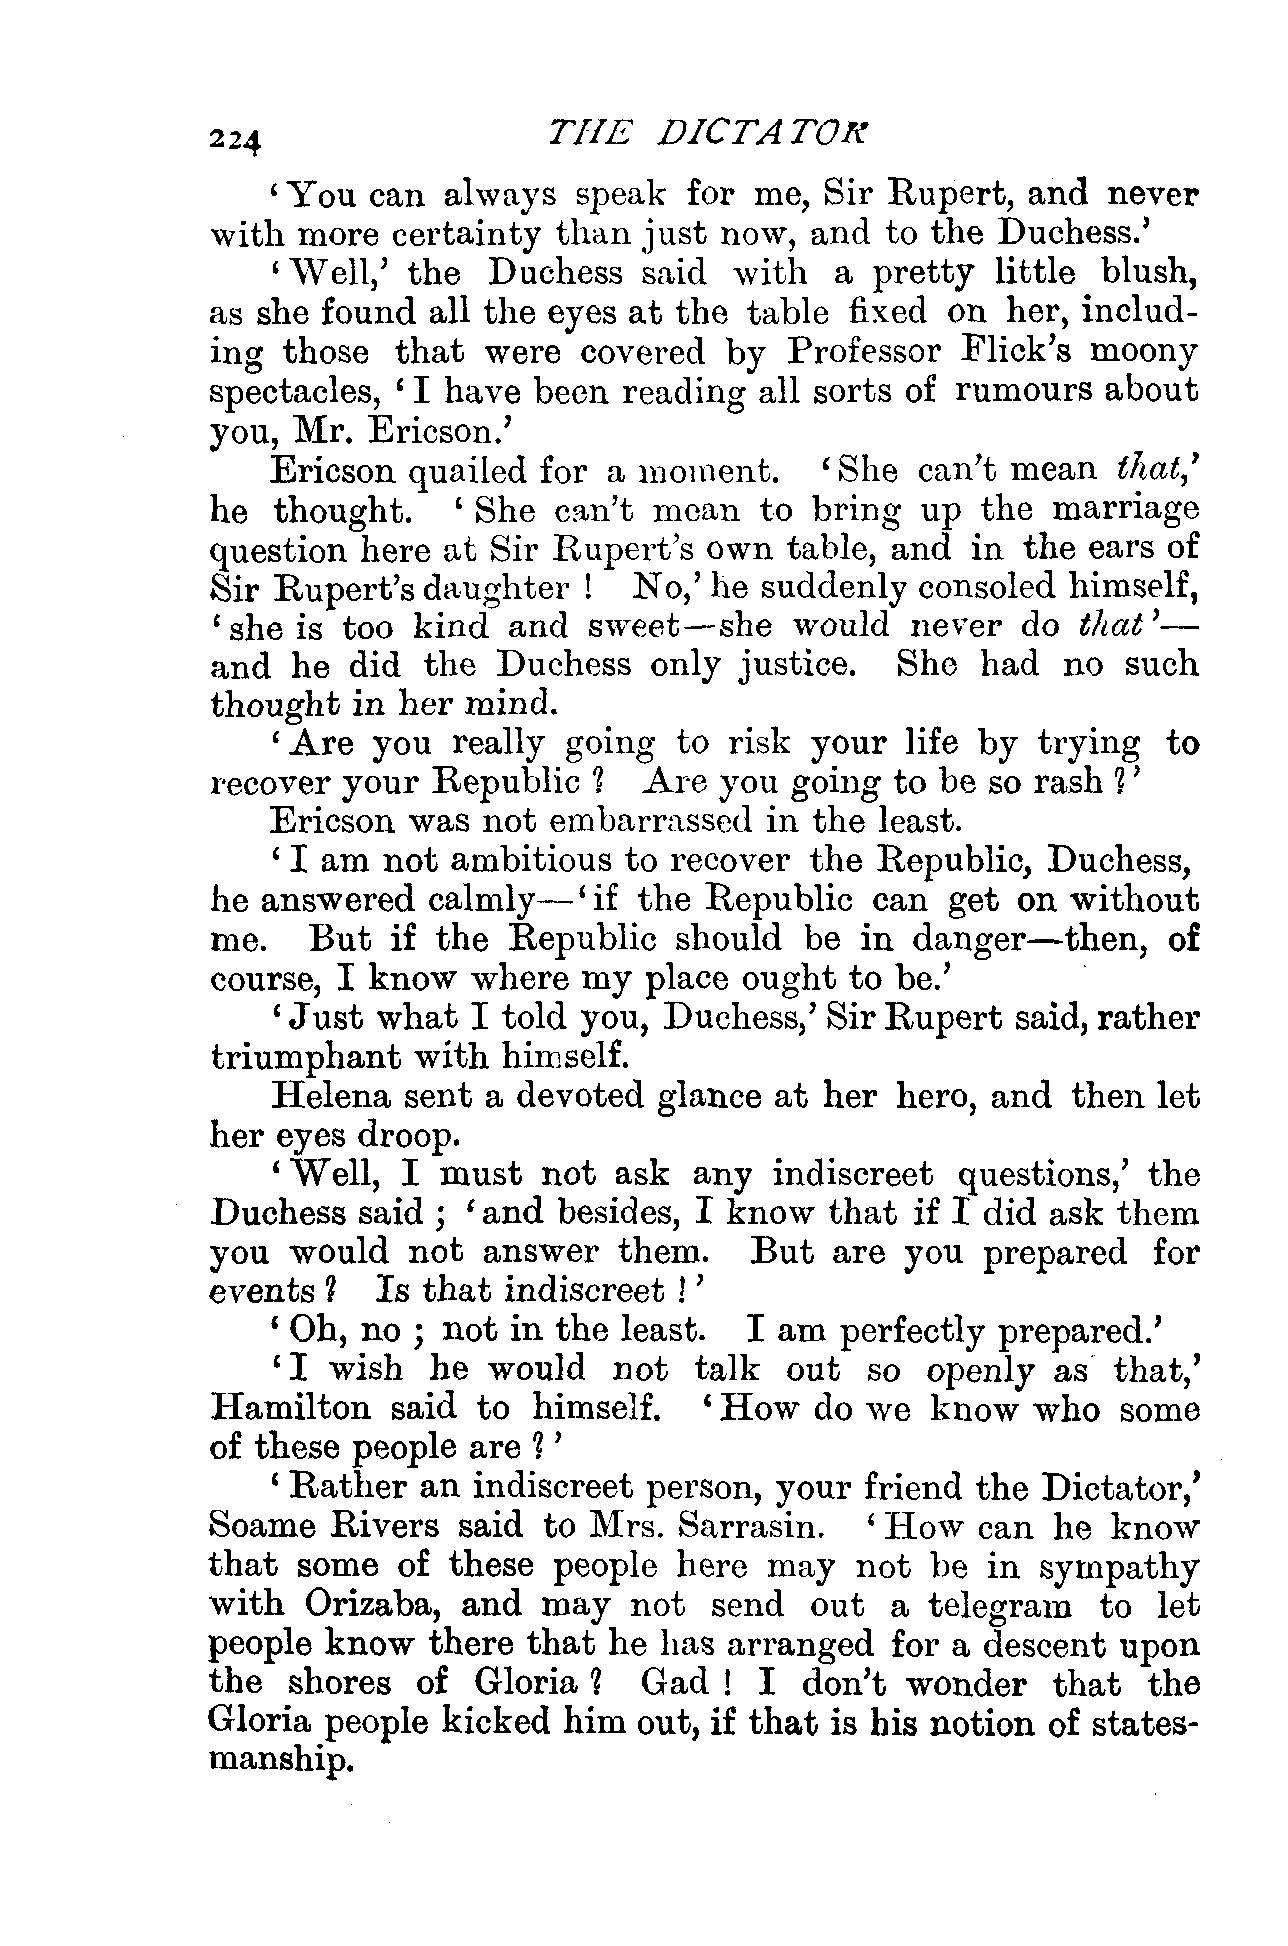 224 THE DICTATOR
‘You can always speak for me, Sir Rupert, and never
with more certainty than just now, and to the Duchess.’
‘Well,’ the Duchess said with a pretty little blush,
as she found all the eyes at the table fixed on her, includ-
ing those that were covered by Professor Flick’s moony
spectacles, ‘I have been reading all sorts of rumours about
you, Mr. Ericson.’
Ericson quailed for a moment. ‘She can’t mean that,’
he thought. ‘She can’t mean to bring up the marriage
question here at Sir Rupert’s own table, and in the ears of
Sir Rupert’s daughter! No,’ he suddenly consoled himself,
‘she is too kind and sweet—she would never do that’—
and he did the Duchess only justice. She had no such
thought in her mind.
‘Are you really going to risk your life by trying to
recover your Republic? Are you going to be so rash?’
Ericson was not embarrassed in the least.
‘I am not ambitious to recover the Republic, Duchess,
he answered calmly—‘if the Republic can get on without
me. But if the Republic should be in danger—then, of
course, I know where my place ought to be.’
‘Just what I told you, Duchess,’ Sir Rupert said, rather
triumphant with himself.
Helena sent a devoted glance at her hero, and then let
her eyes droop.
‘Well, I must not ask any indiscreet questions,’ the
Duchess said; ‘and besides, I know that if I did ask them
you would not answer them. But are you prepared for
events? Is that indiscreet!’
‘Oh, no; not in the least. I am perfectly prepared.’
‘I wish he would not talk out so openly as that,’
Hamilton said to himself. ‘How do we know who some
of these people are?’
‘Rather an indiscreet person, your friend the Dictator,’
Soame Rivers said to Mrs. Sarrasin. ‘How can he know
that some of these people here may not be in sympathy
with Orizaba, and may not send out a telegram to let
people know there that he has arranged for a descent upon
the shores of Gloria? Gad! I don’t wonder that the
Gloria people kicked him out, if that is his notion of states-
manship.